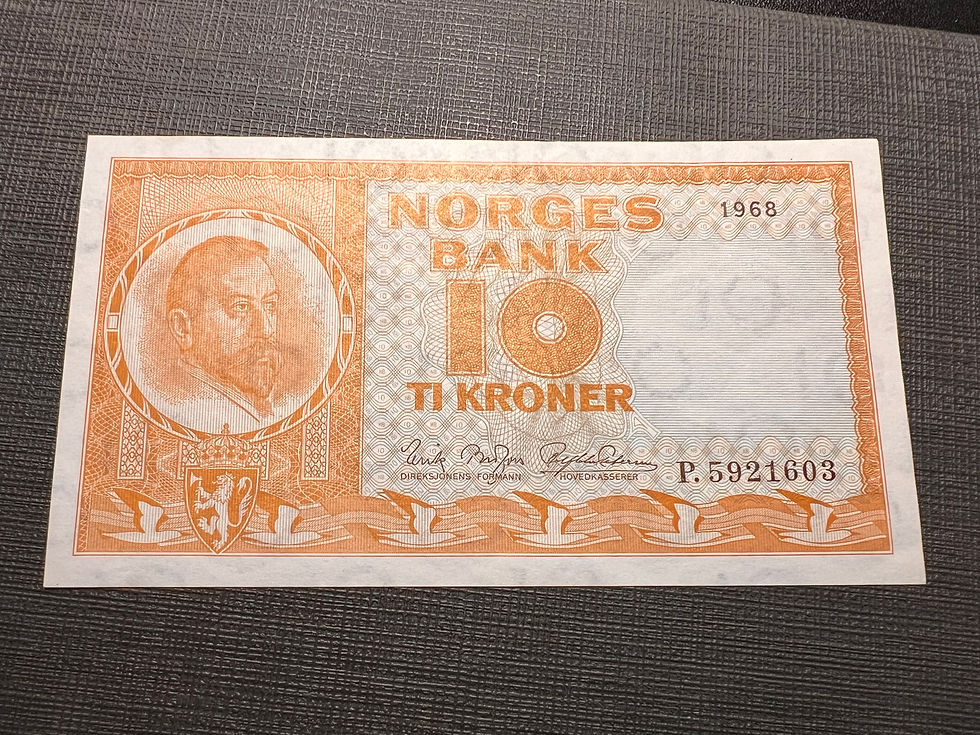 NORGES
BANK
1968
10
TI KRONER
DIREKSJONENS FORMANN
HOVEDKASSERER
P. 5921603